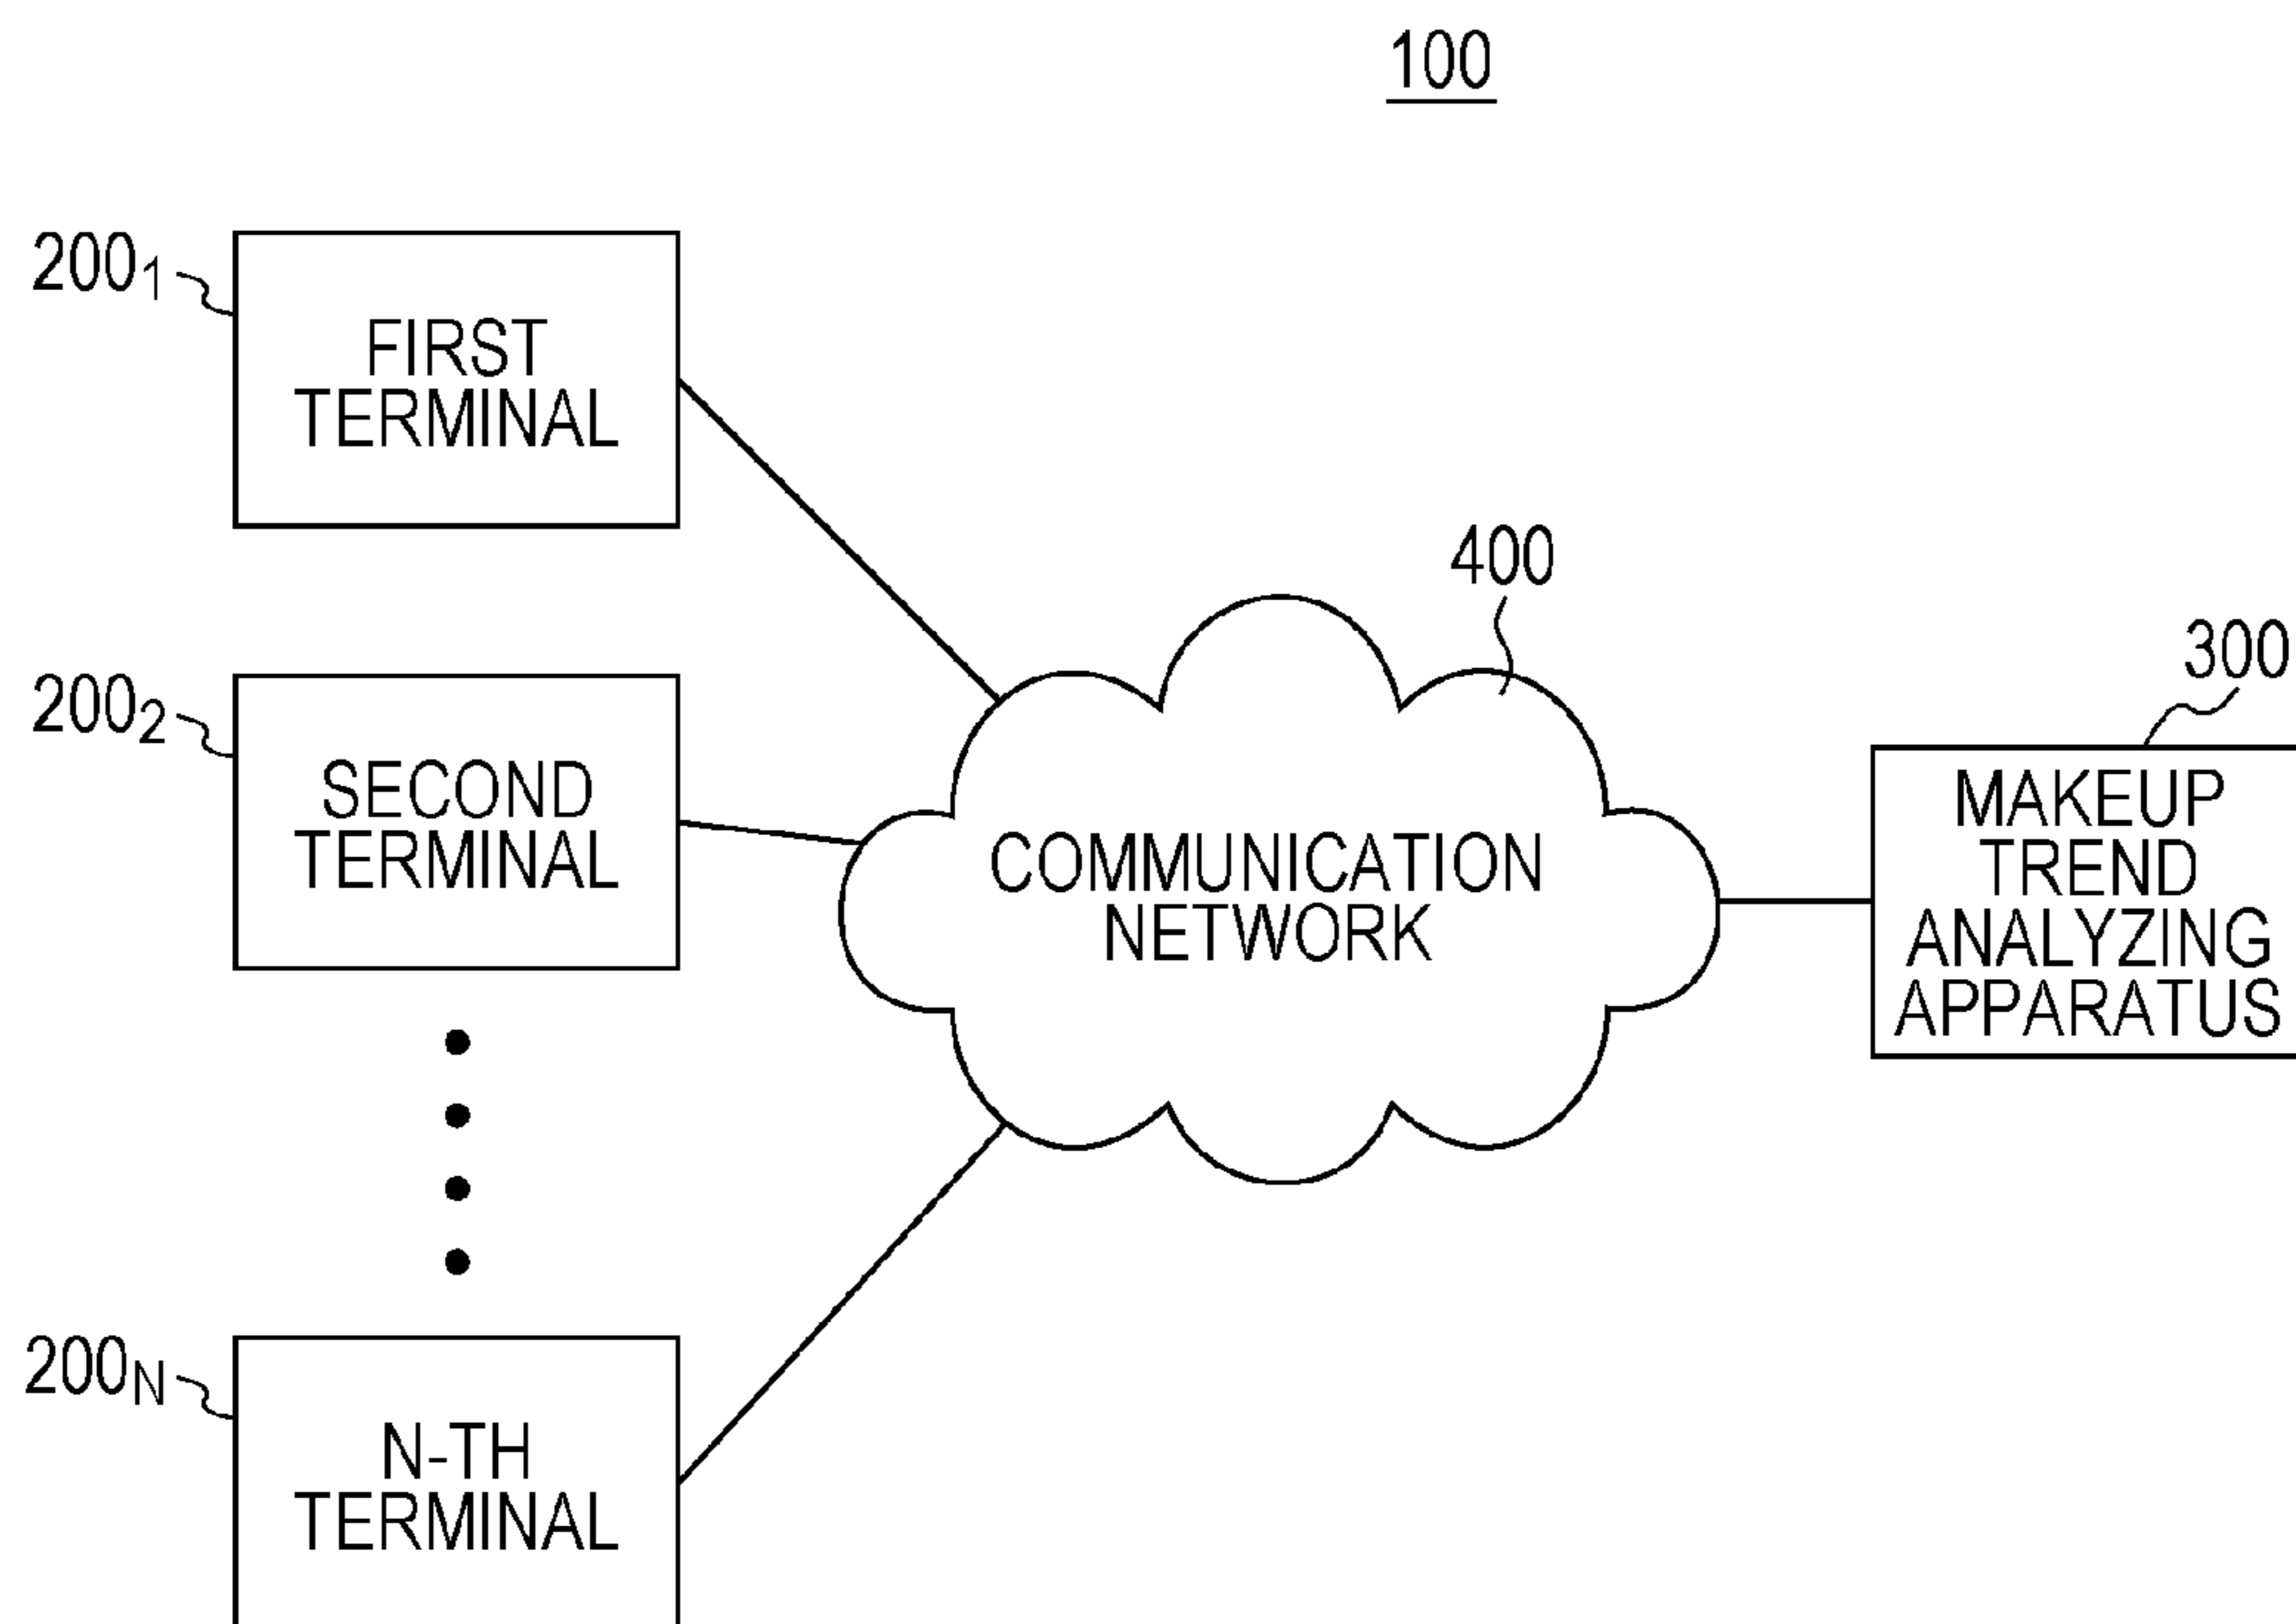 100
200₁
FIRST
TERMINAL
400
300
200₂
SECOND
TERMINAL
COMMUNICATION
NETWORK
MAKEUP
TREND
ANALYZING
APPARATUS
200N
N-TH
TERMINAL